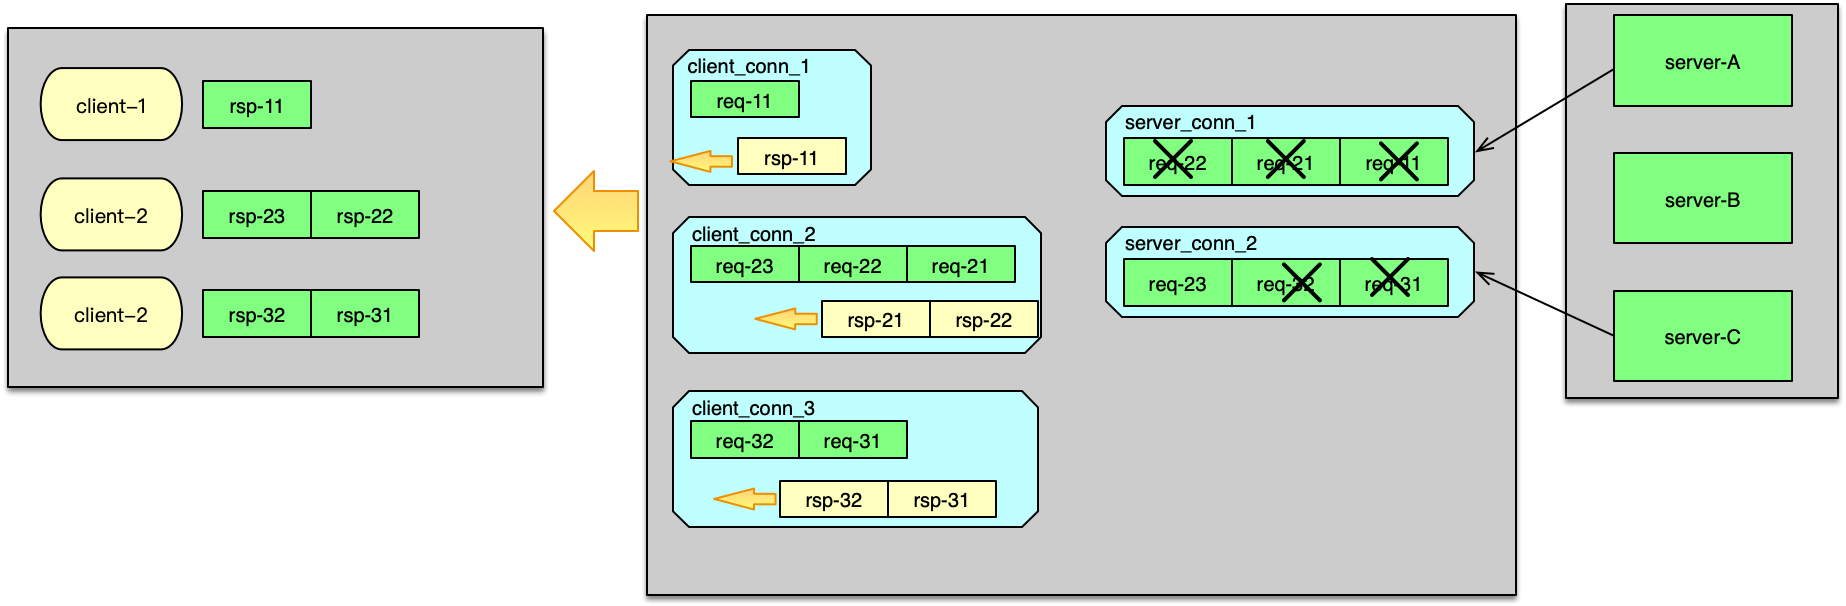 client–1
rsp-11
client–2
rsp-23 rsp-22
client–2
rsp-32 rsp-31
client_conn_1
req-11
rsp-11
client_conn_2
req-23 req-22 req-21
rsp-21 rsp-22
client_conn_3
req-32 req-31
rsp-32 rsp-31
server_conn_1
req-22 req-21 req-11
server_conn_2
req-23 req-32 req-31
server-A
server-B
server-C